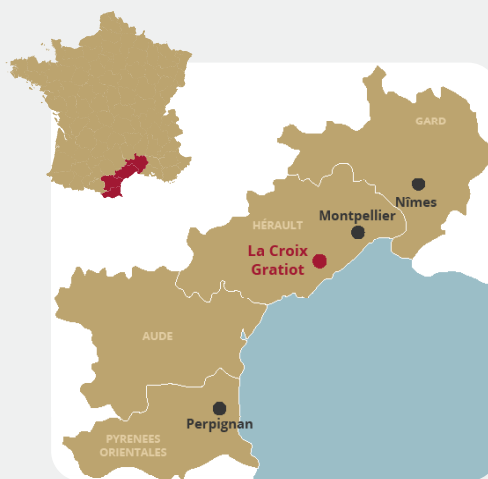 GARD
Nîmes
Montpellier
HÉRAULT
La Croix
Gratiot
AUDE
Perpignan
PYRENEES
ORIENTALES